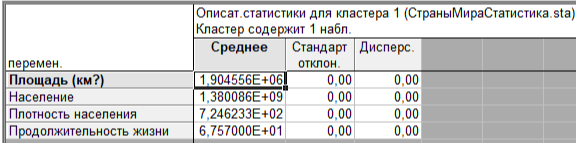 Описат.статистики для кластера 1 (СтраныМираСтатистика.sta)
Кластер содержит 1 набл.
перемен. Среднее Стандарт отклон. Дисперс.
Площадь (км?) 1,904556E+06 0,00 0,00
Население 1,380086E+09 0,00 0,00
Плотность населения 7,246233E+02 0,00 0,00
Продолжительность жизни 6,757000E+01 0,00 0,00